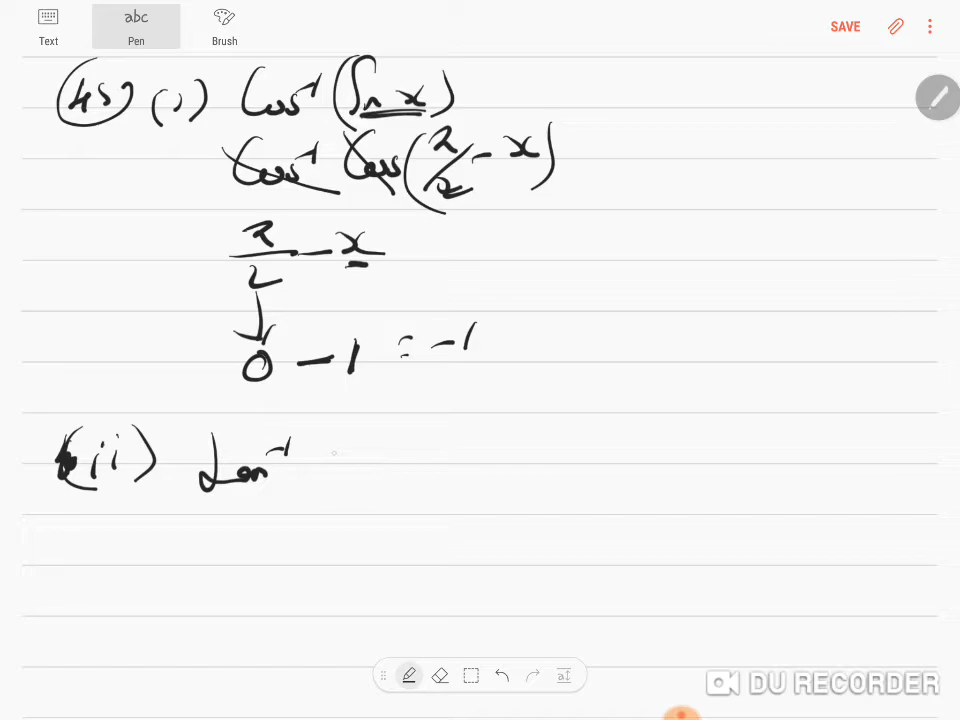 Text Pen Brush SAVE
45) (i) Cos⁻¹ (Sin x)
Cos⁻¹ Cos (π/2 - x)
π/2 - x
0 - 1 = -1
(ii) tan⁻¹
DU RECORDER